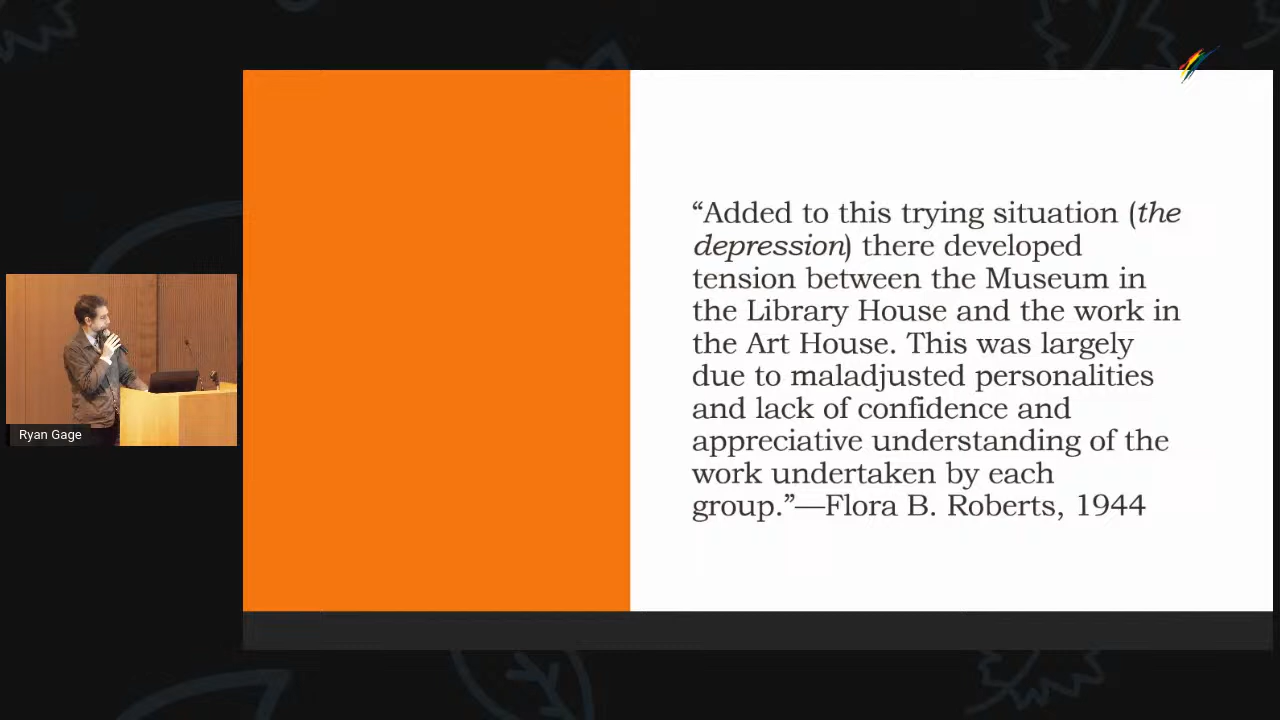 “Added to this trying situation (the
depression) there developed
tension between the Museum in
the Library House and the work in
the Art House. This was largely
due to maladjusted personalities
and lack of confidence and
appreciative understanding of the
work undertaken by each
group.”—Flora B. Roberts, 1944
Ryan Gage